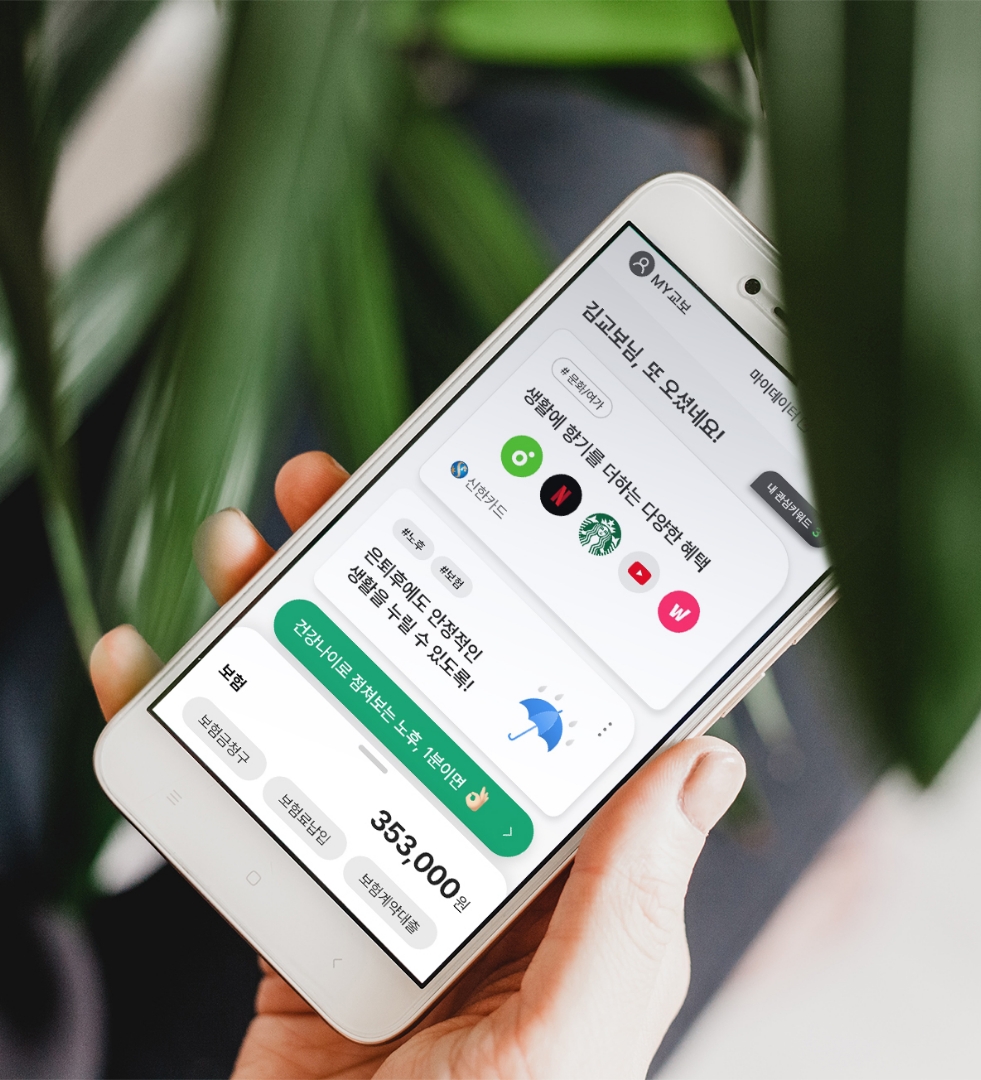 MY교보
마이데이터
김교보님, 또 오셨네요!
내 관심키워드 3
# 문화/여가
생활에 향기를 더하는 다양한 혜택
N
W
신한카드
#노후
#보험
은퇴후에도 안정적인
생활을 누릴 수 있도록!
건강나이로 점쳐보는 노후, 1분이면 👌🏻
보험
353,000원
보험금청구
보험료납입
보험계약대출